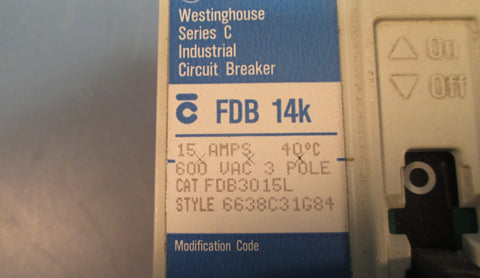 Westinghouse
Series C
Industrial
Circuit Breaker
C FDB 14k
15 AMPS 40°C
600 VAC 3 POLE
CAT FDB3015L
STYLE 6638C31G84
Modification Code
On
Off